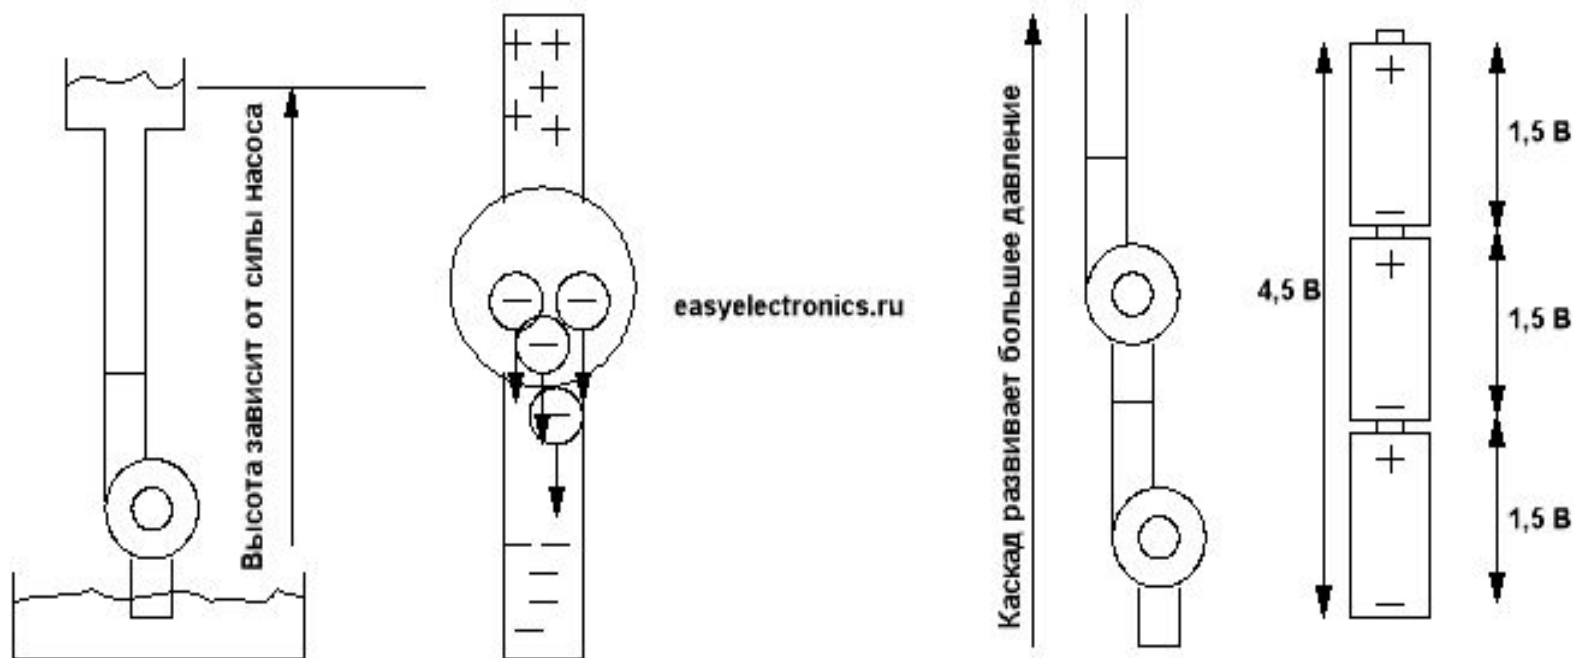 Высота зависит от силы насоса
easyelectronics.ru
Каскад развивает большее давление
4,5 В
1,5 В
1,5 В
1,5 В